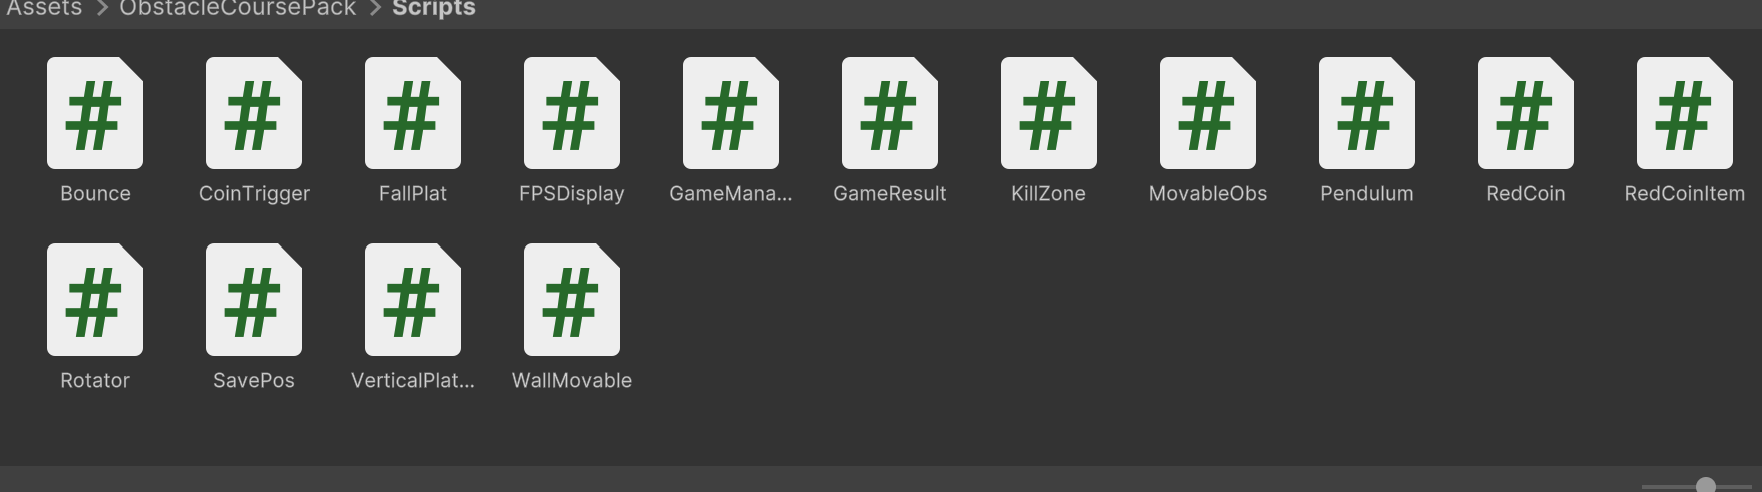 Assets > ObstacleCoursePack > Scripts
Bounce CoinTrigger FallPlat FPSDisplay GameMana... GameResult KillZone MovableObs Pendulum RedCoin RedCoinItem
Rotator SavePos VerticalPlat... WallMovable